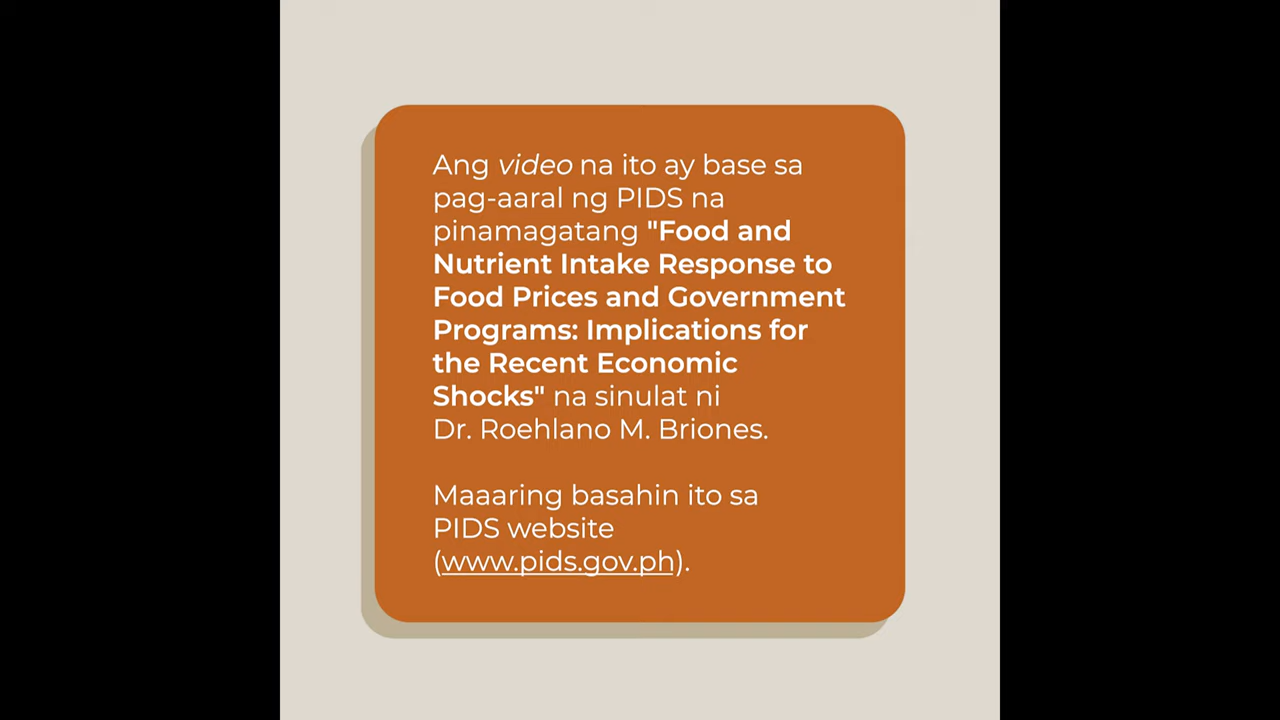 Ang video na ito ay base sa
pag-aaral ng PIDS na
pinamagatang "Food and
Nutrient Intake Response to
Food Prices and Government
Programs: Implications for
the Recent Economic
Shocks" na sinulat ni
Dr. Roehlano M. Briones.
Maaaring basahin ito sa
PIDS website
(www.pids.gov.ph).